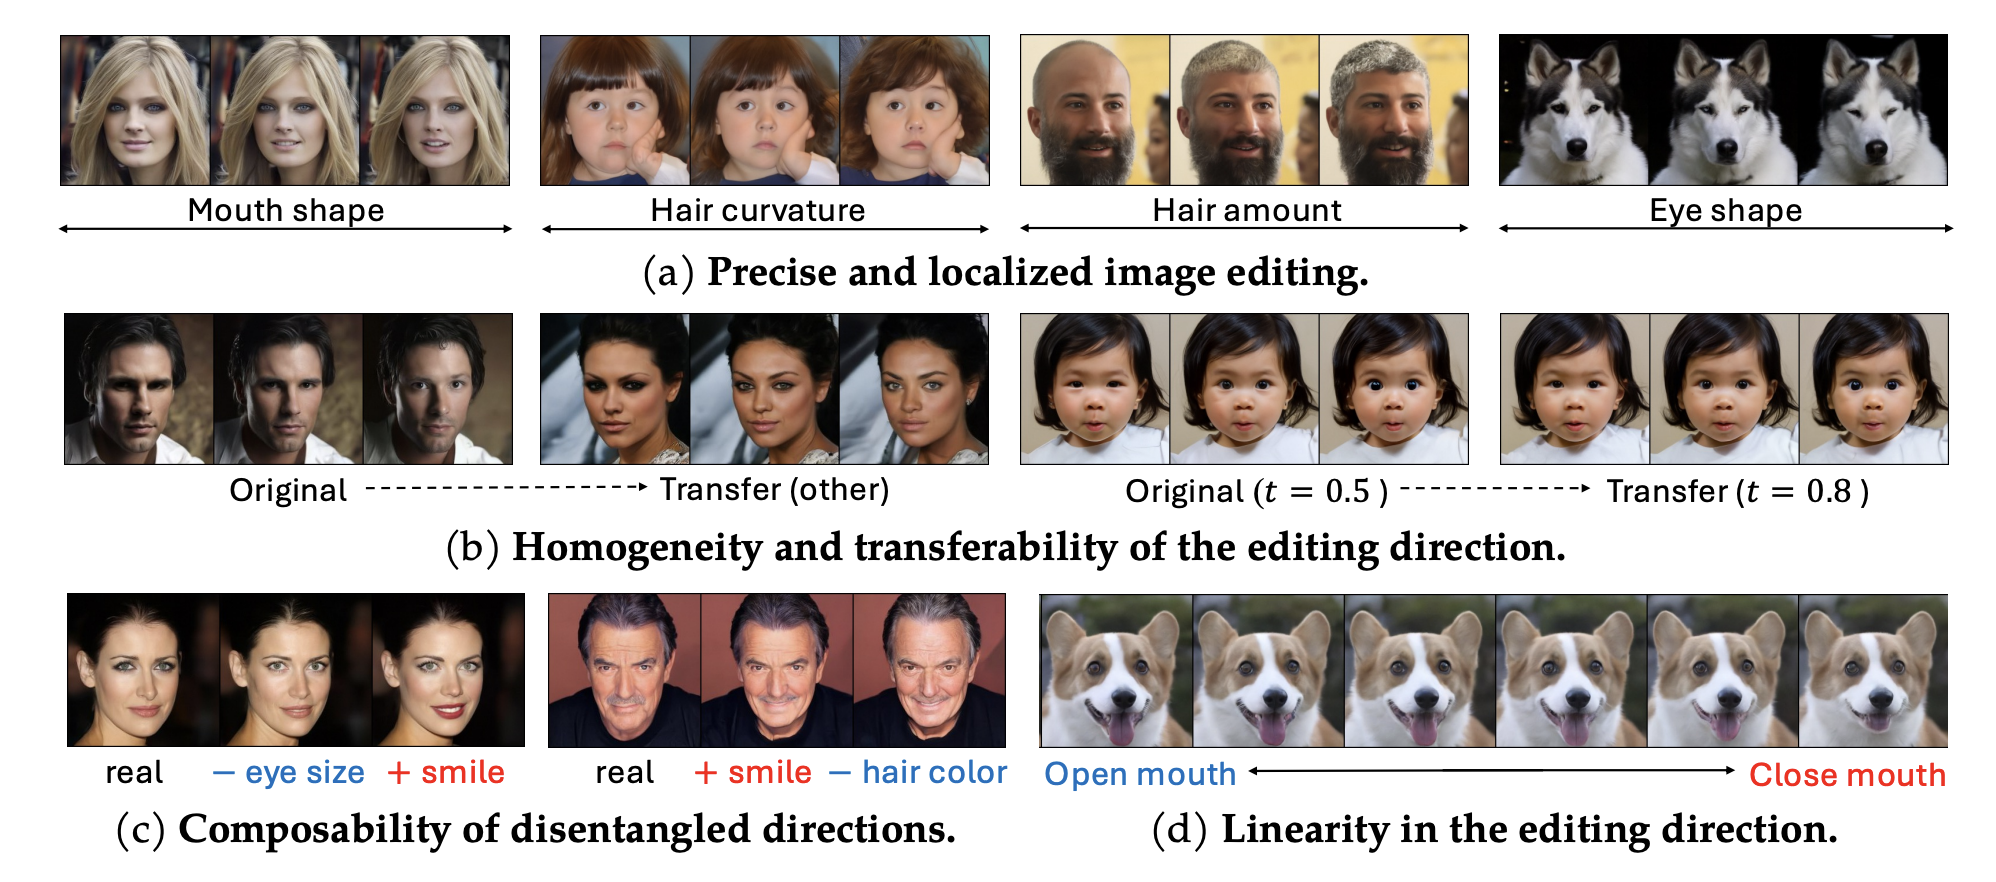 Mouth shape
Hair curvature
Hair amount
Eye shape
(a) Precise and localized image editing.
Original
Transfer (other)
Original (t = 0.5 )
Transfer (t = 0.8 )
(b) Homogeneity and transferability of the editing direction.
real
− eye size
+ smile
real
+ smile
− hair color
Open mouth
Close mouth
(c) Composability of disentangled directions.
(d) Linearity in the editing direction.